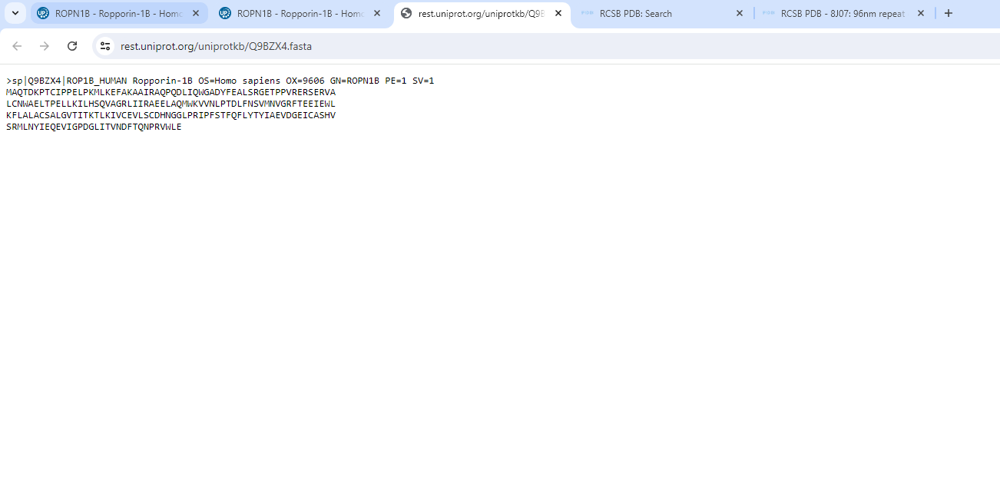 ROPN1B - Ropporin-1B - Homo
ROPN1B - Ropporin-1B - Homo
rest.uniprot.org/uniprotkb/Q9B
RCSB PDB: Search
RCSB PDB - 8J07: 96nm repeat
rest.uniprot.org/uniprotkb/Q9BZX4.fasta
>sp|Q9BZX4|ROP1B_HUMAN Ropporin-1B OS=Homo sapiens OX=9606 GN=ROPN1B PE=1 SV=1
MAQTDKPTCIPPELPKMLKEFAKAAIRAQPQDLIQWGADYFEALSRGETPPVRERSERVA
LCNWAELTPELLKILHSQVAGRLIIRAEELAQMWKVVNLPTDLFNSVMNVGRFTEEIEWL
KFLALACSALGVTITKTLKIVCEVLSCDHNGGLPRIPFSTFQFLYTYIAEVDGEICASHV
SRMLNYIEQEVIGPDGLITVNDFTQNPRVWLE